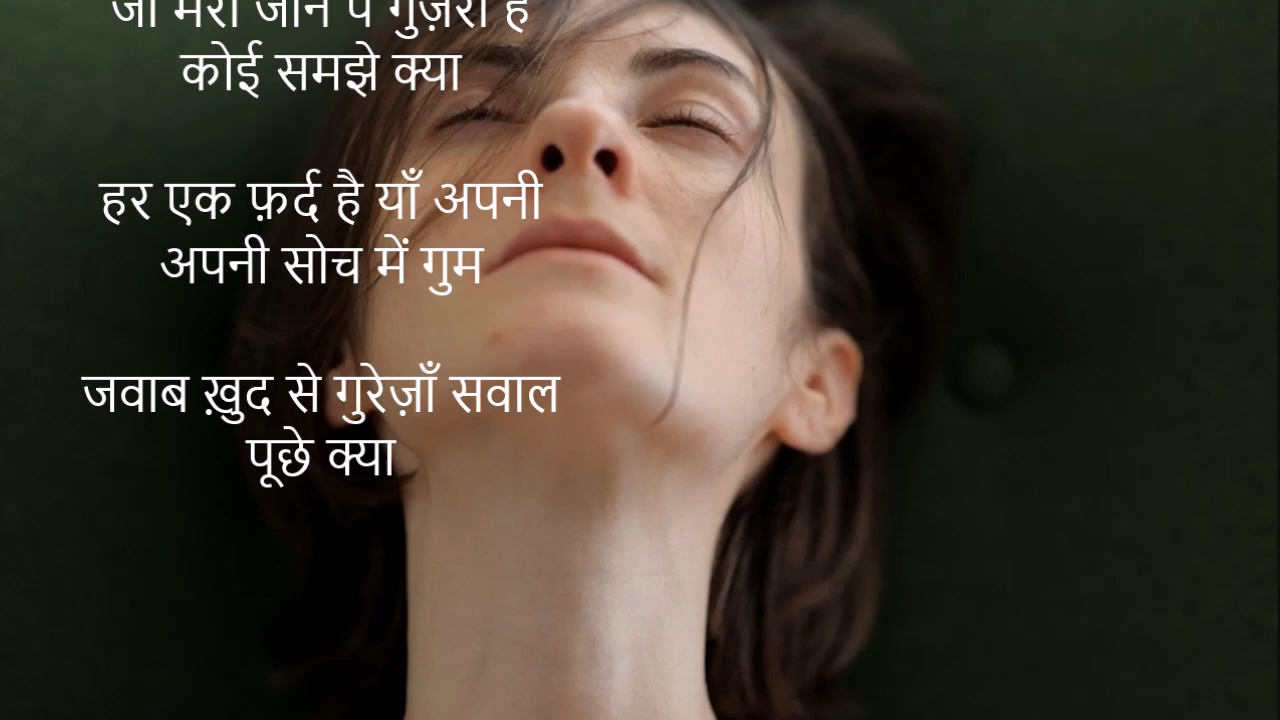 जो मेरी जान पे गुज़री है
कोई समझे क्या
हर एक फ़र्द है याँ अपनी
अपनी सोच में गुम
जवाब ख़ुद से गुरेज़ाँ सवाल
पूछे क्या